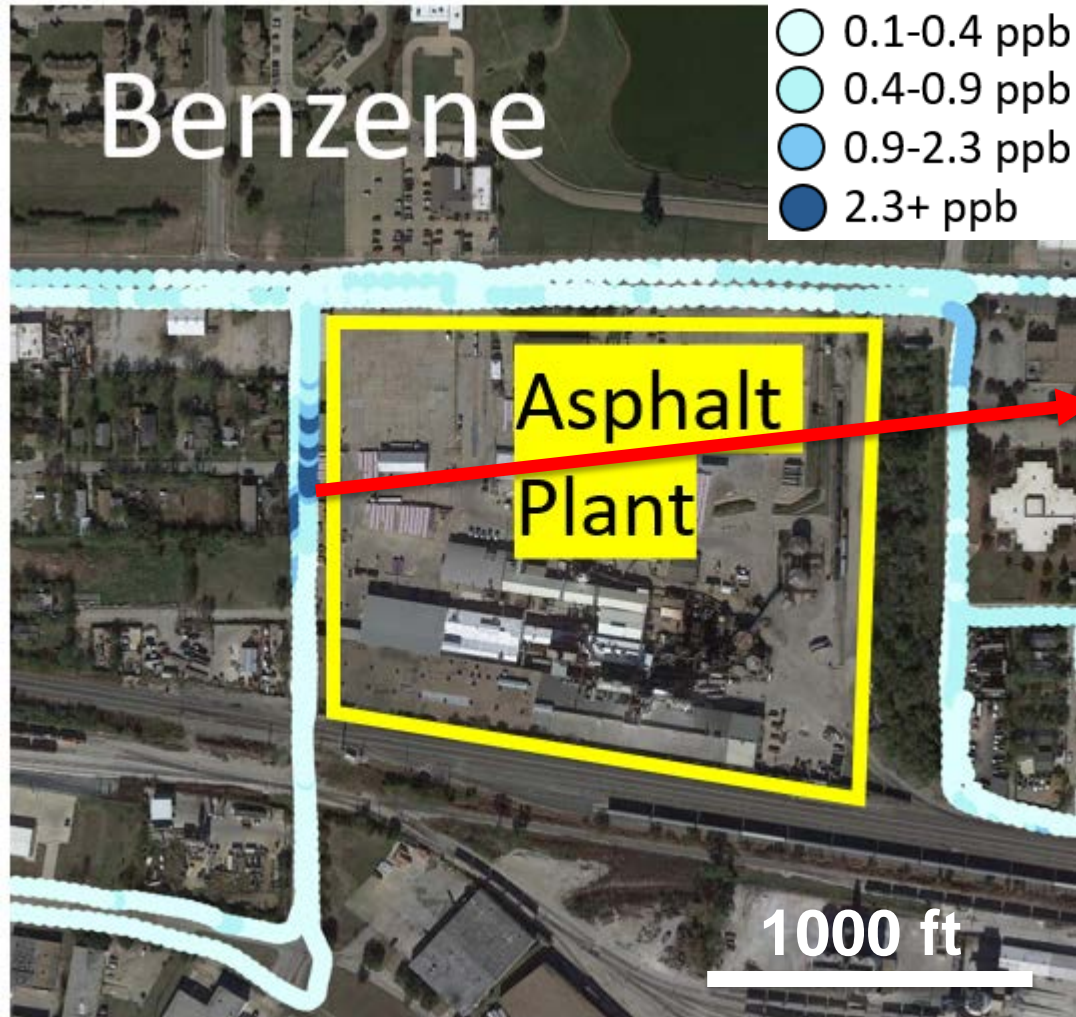 Benzene
0.1-0.4 ppb
0.4-0.9 ppb
0.9-2.3 ppb
2.3+ ppb
Asphalt
Plant
1000 ft